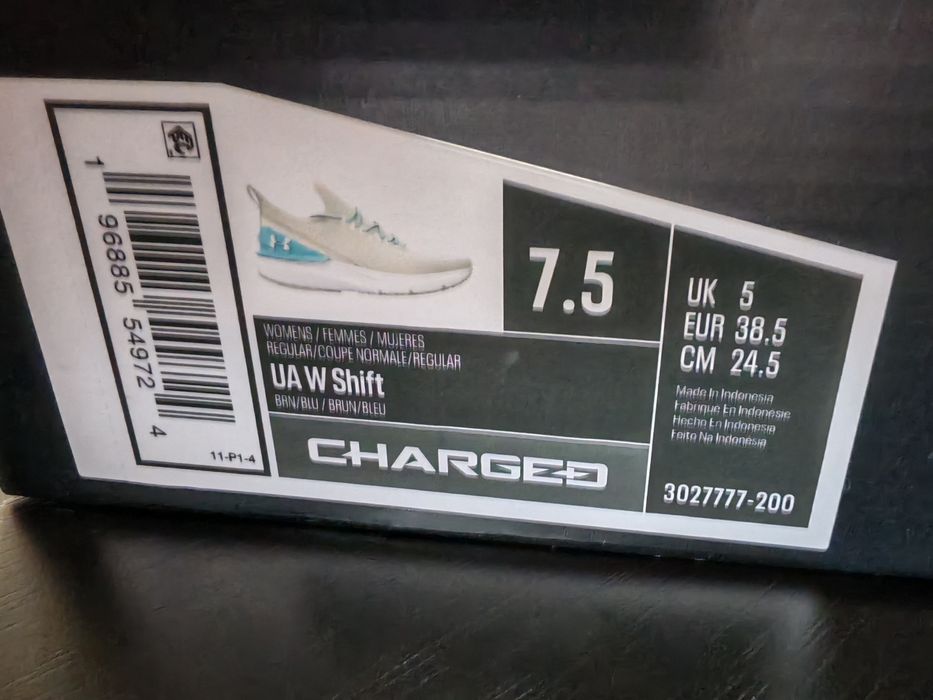 1 96885 54972 4
11-P1-4
7.5
WOMENS / FEMMES / MUJERES
REGULAR/COUPE NORMALE/REGULAR
UA W Shift
BRN/BLU / BRUN/BLEU
CHARGED
UK 5
EUR 38.5
CM 24.5
Made In Indonesia
Fabrique En Indonesie
Hecho En Indonesia
Feito Na Indonesia
3027777-200